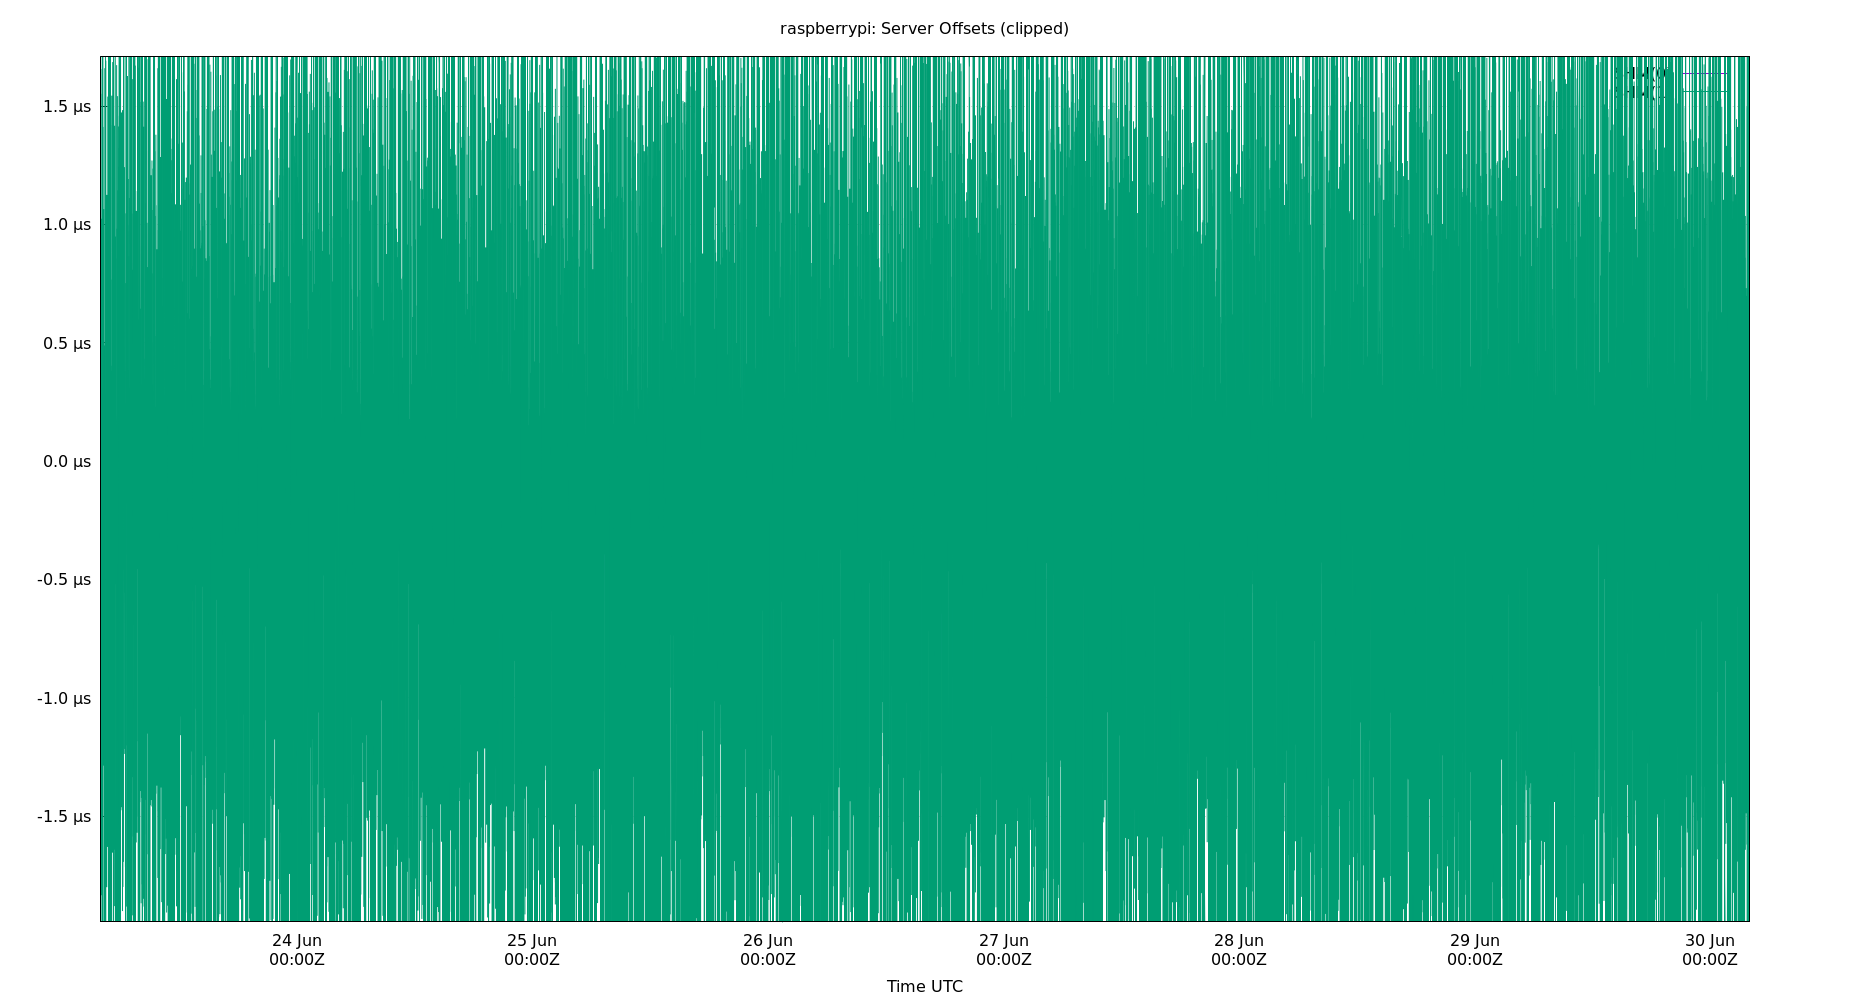 raspberrypi: Server Offsets (clipped)
1.5 µs
1.0 µs
0.5 µs
0.0 µs
-0.5 µs
-1.0 µs
-1.5 µs
24 Jun 25 Jun 26 Jun 27 Jun 28 Jun 29 Jun 30 Jun
00:00Z 00:00Z 00:00Z 00:00Z 00:00Z 00:00Z 00:00Z
Time UTC